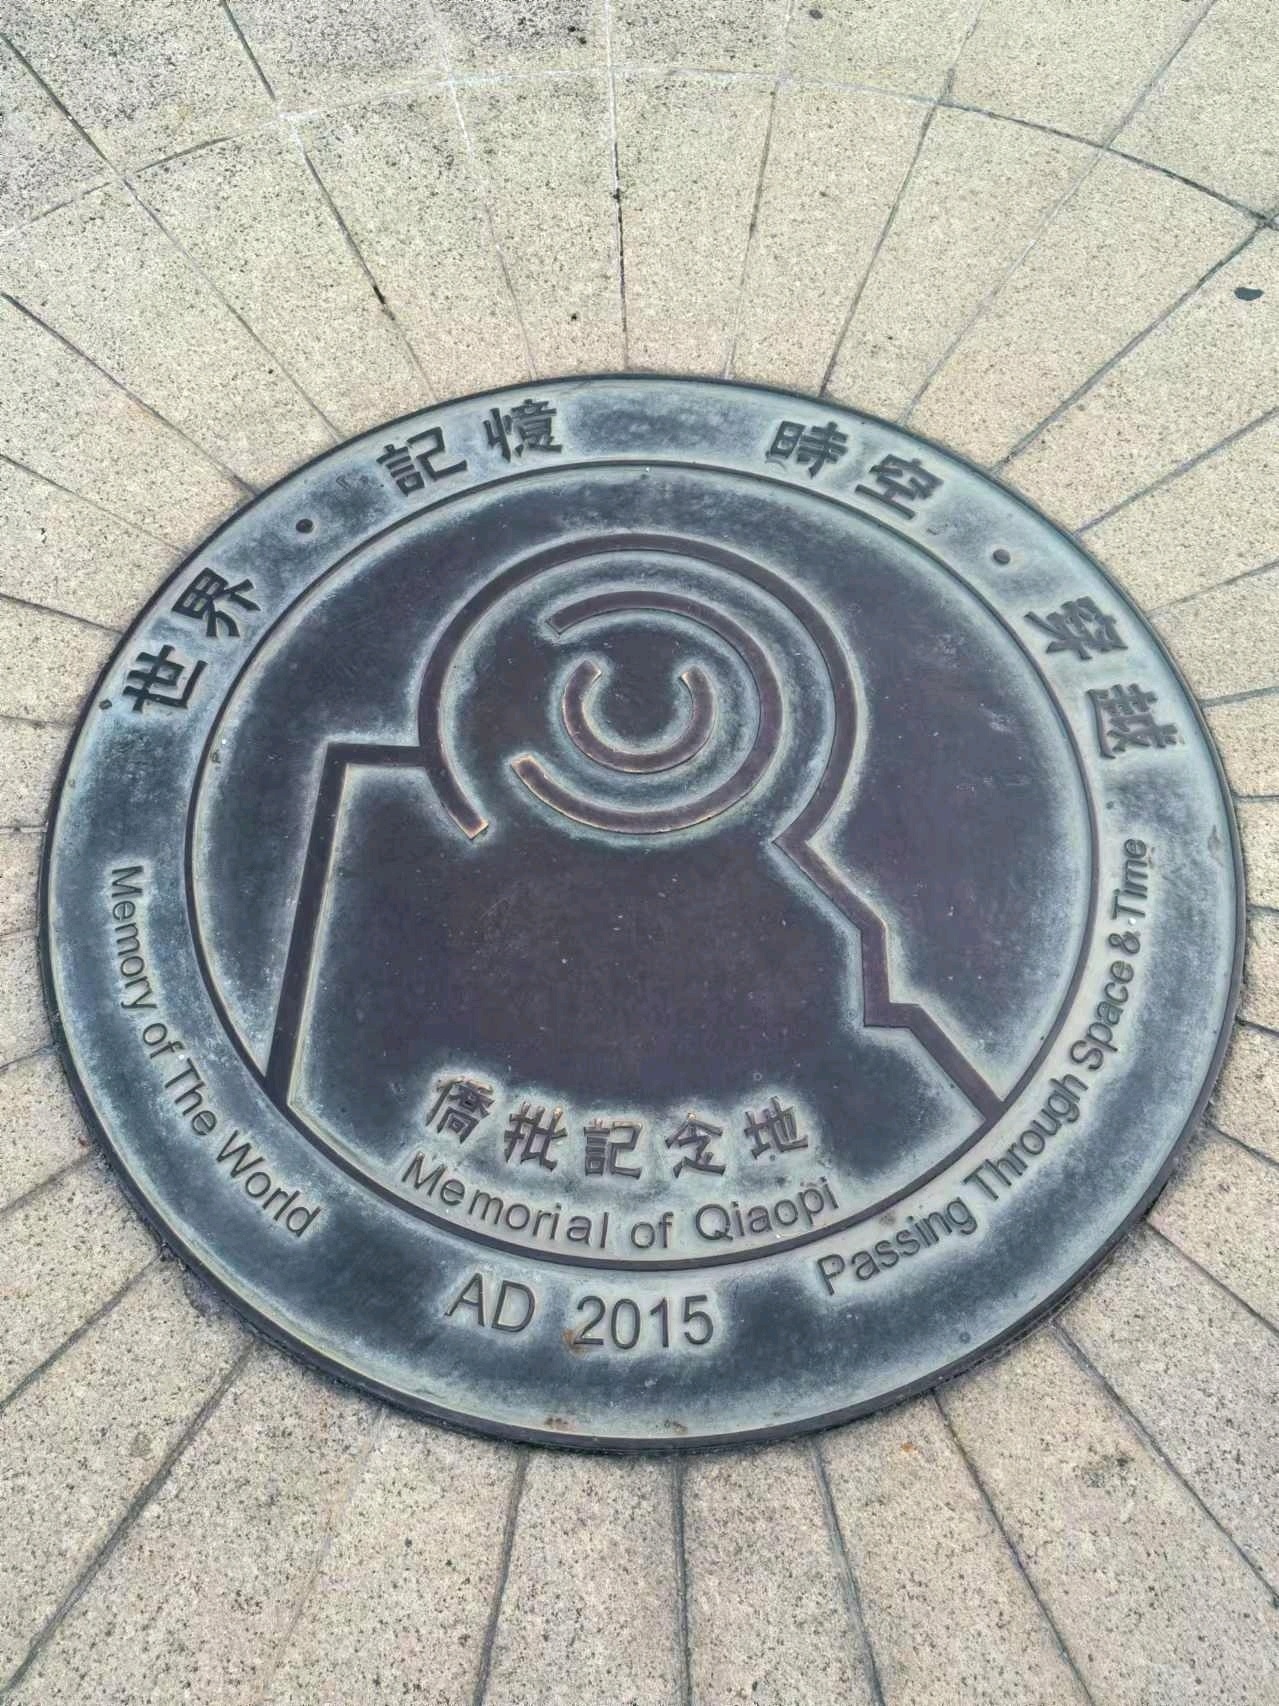 世界·記憶
時空·穿越
Memory of The World
Passing Through Space & Time
僑批記念地
Memorial of Qiaopi
AD 2015